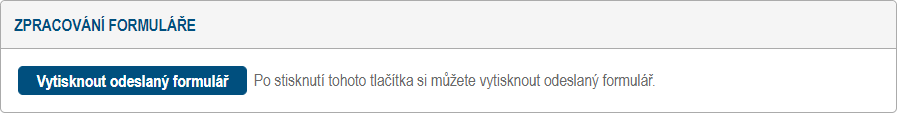 ZPRACOVÁNÍ FORMULÁŘE
Vytisknout odeslaný formulář Po stisknutí tohoto tlačítka si můžete vytisknout odeslaný formulář.